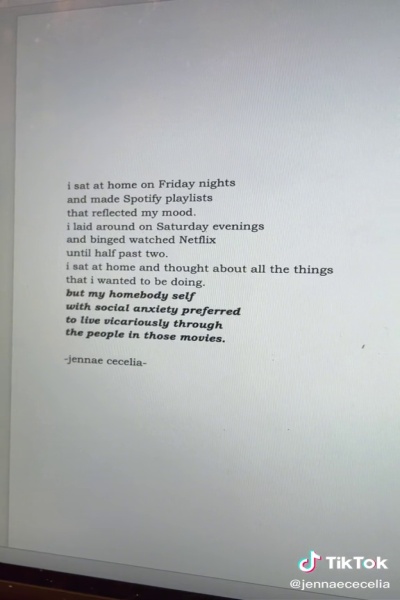 i sat at home on Friday nights
and made Spotify playlists
that reflected my mood.
i laid around on Saturday evenings
and binged watched Netflix
until half past two.
i sat at home and thought about all the things
that i wanted to be doing.
but my homebody self
with social anxiety preferred
to live vicariously through
the people in those movies.
-jennae cecelia-
TikTok
@jennaececelia